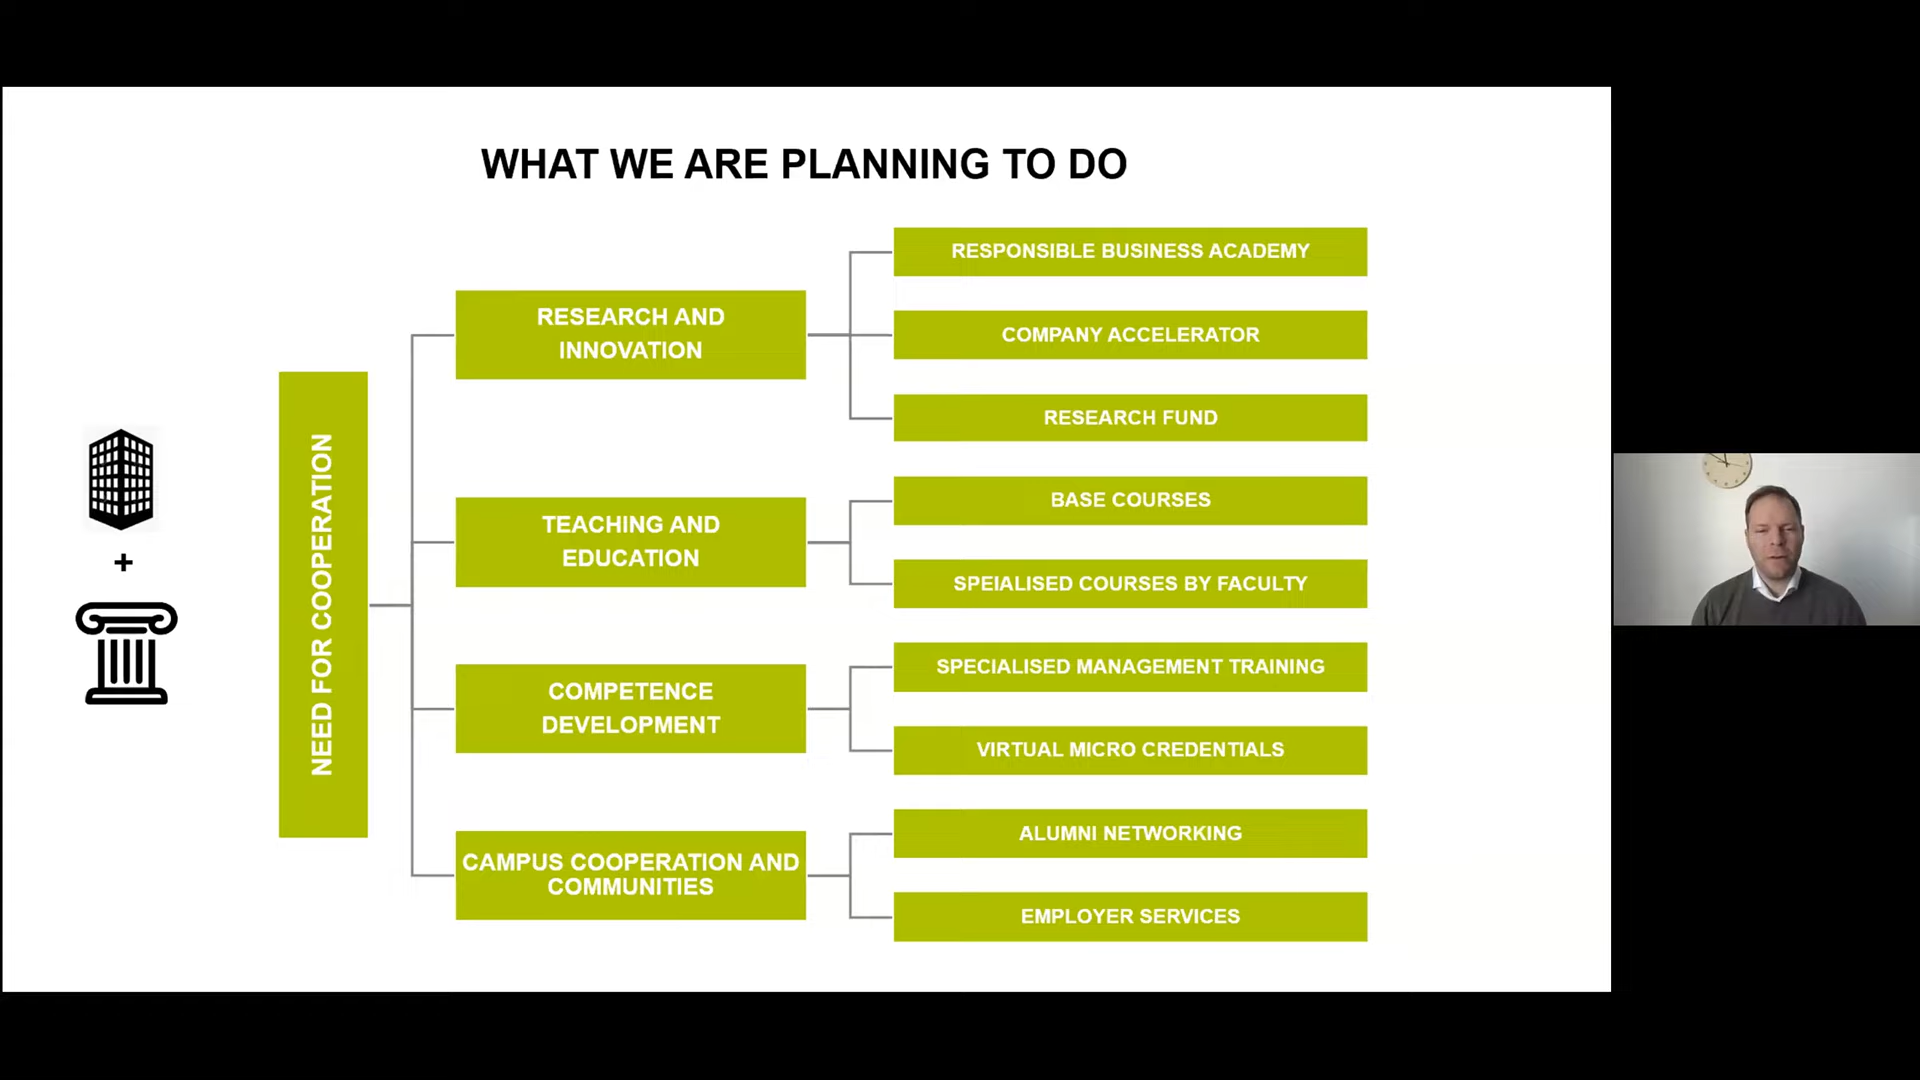 WHAT WE ARE PLANNING TO DO
+
NEED FOR COOPERATION
RESEARCH AND
INNOVATION
RESPONSIBLE BUSINESS ACADEMY
COMPANY ACCELERATOR
RESEARCH FUND
TEACHING AND
EDUCATION
BASE COURSES
SPEIALISED COURSES BY FACULTY
COMPETENCE
DEVELOPMENT
SPECIALISED MANAGEMENT TRAINING
VIRTUAL MICRO CREDENTIALS
CAMPUS COOPERATION AND
COMMUNITIES
ALUMNI NETWORKING
EMPLOYER SERVICES